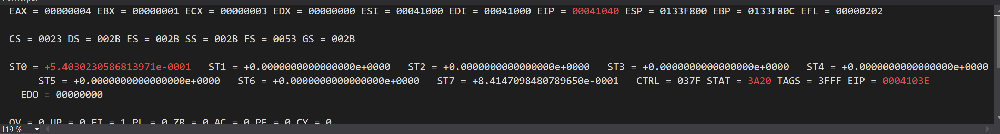 EAX = 00000004 EBX = 00000001 ECX = 00000003 EDX = 00000000 ESI = 00041000 EDI = 00041000 EIP = 00041040 ESP = 0133F800 EBP = 0133F80C EFL = 00000202
CS = 0023 DS = 002B ES = 002B SS = 002B FS = 0053 GS = 002B
ST0 = +5.4030230586813971e-0001 ST1 = +0.0000000000000000e+0000 ST2 = +0.0000000000000000e+0000 ST3 = +0.0000000000000000e+0000 ST4 = +0.0000000000000000e+0000
ST5 = +0.0000000000000000e+0000 ST6 = +0.0000000000000000e+0000 ST7 = +8.4147098480789650e-0001 CTRL = 037F STAT = 3A20 TAGS = 3FFF EIP = 0004103E
EDO = 00000000
OV = 0 UP = 0 EI = 1 PL = 0 ZR = 0 AC = 0 PE = 0 CY = 0
119 %